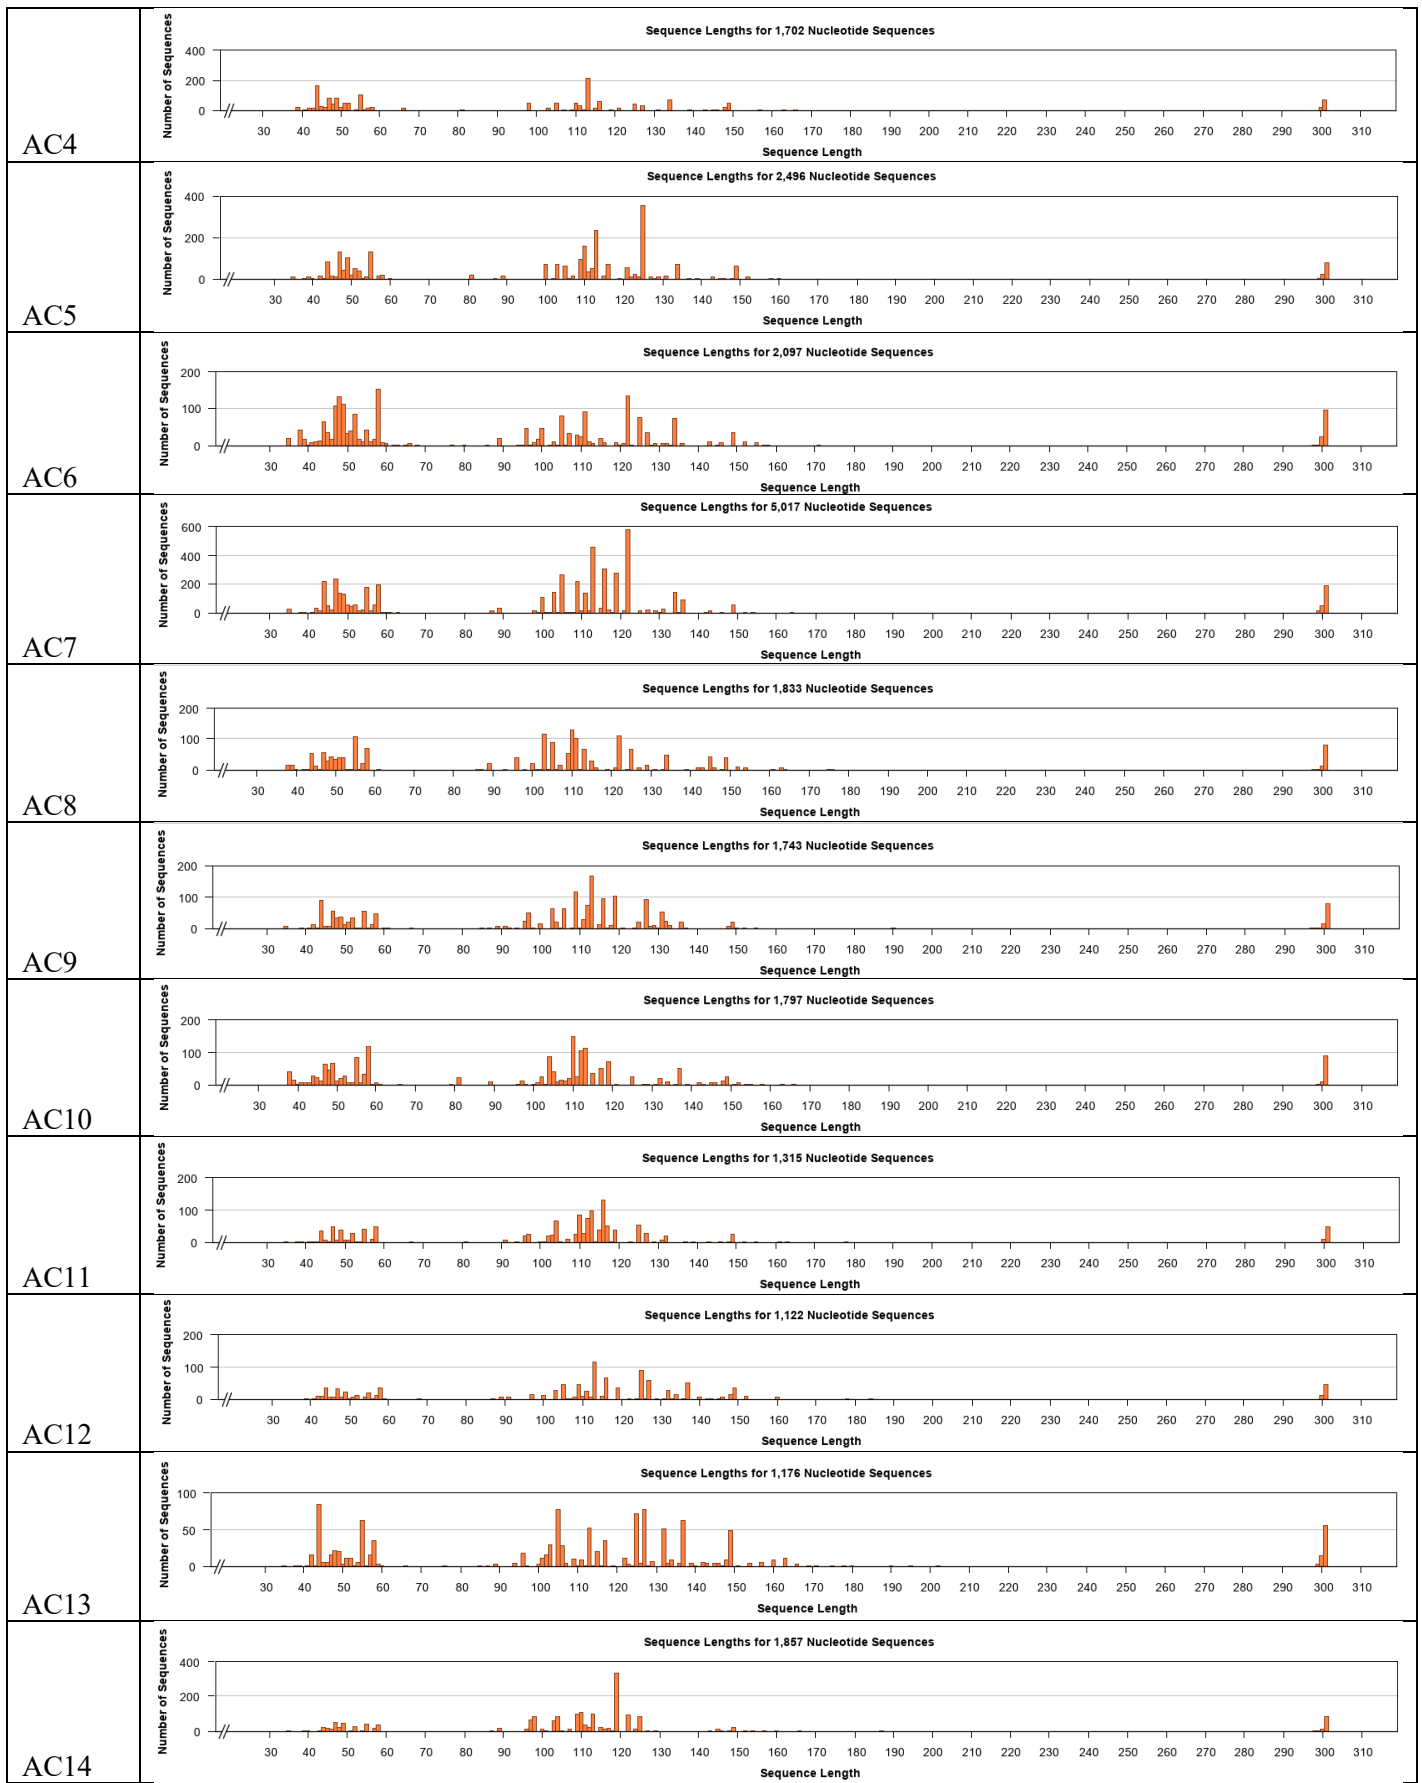 Sequence Lengths for 1,702 Nucleotide Sequences
Number of Sequences
400
200
0
30 40 50 60 70 80 90 100 110 120 130 140 150 160 170 180 190 200 210 220 230 240 250 260 270 280 290 300 310
Sequence Length
AC4
Sequence Lengths for 2,496 Nucleotide Sequences
Number of Sequences
400
200
0
30 40 50 60 70 80 90 100 110 120 130 140 150 160 170 180 190 200 210 220 230 240 250 260 270 280 290 300 310
Sequence Length
AC5
Sequence Lengths for 2,097 Nucleotide Sequences
Number of Sequences
200
100
0
30 40 50 60 70 80 90 100 110 120 130 140 150 160 170 180 190 200 210 220 230 240 250 260 270 280 290 300 310
Sequence Length
AC6
Sequence Lengths for 5,017 Nucleotide Sequences
Number of Sequences
600
400
200
0
30 40 50 60 70 80 90 100 110 120 130 140 150 160 170 180 190 200 210 220 230 240 250 260 270 280 290 300 310
Sequence Length
AC7
Sequence Lengths for 1,833 Nucleotide Sequences
Number of Sequences
200
100
0
30 40 50 60 70 80 90 100 110 120 130 140 150 160 170 180 190 200 210 220 230 240 250 260 270 280 290 300 310
Sequence Length
AC8
Sequence Lengths for 1,743 Nucleotide Sequences
Number of Sequences
200
100
0
30 40 50 60 70 80 90 100 110 120 130 140 150 160 170 180 190 200 210 220 230 240 250 260 270 280 290 300 310
Sequence Length
AC9
Sequence Lengths for 1,797 Nucleotide Sequences
Number of Sequences
200
100
0
30 40 50 60 70 80 90 100 110 120 130 140 150 160 170 180 190 200 210 220 230 240 250 260 270 280 290 300 310
Sequence Length
AC10
Sequence Lengths for 1,315 Nucleotide Sequences
Number of Sequences
200
100
0
30 40 50 60 70 80 90 100 110 120 130 140 150 160 170 180 190 200 210 220 230 240 250 260 270 280 290 300 310
Sequence Length
AC11
Sequence Lengths for 1,122 Nucleotide Sequences
Number of Sequences
200
100
0
30 40 50 60 70 80 90 100 110 120 130 140 150 160 170 180 190 200 210 220 230 240 250 260 270 280 290 300 310
Sequence Length
AC12
Sequence Lengths for 1,176 Nucleotide Sequences
Number of Sequences
100
50
0
30 40 50 60 70 80 90 100 110 120 130 140 150 160 170 180 190 200 210 220 230 240 250 260 270 280 290 300 310
Sequence Length
AC13
Sequence Lengths for 1,857 Nucleotide Sequences
Number of Sequences
400
200
0
30 40 50 60 70 80 90 100 110 120 130 140 150 160 170 180 190 200 210 220 230 240 250 260 270 280 290 300 310
Sequence Length
AC14